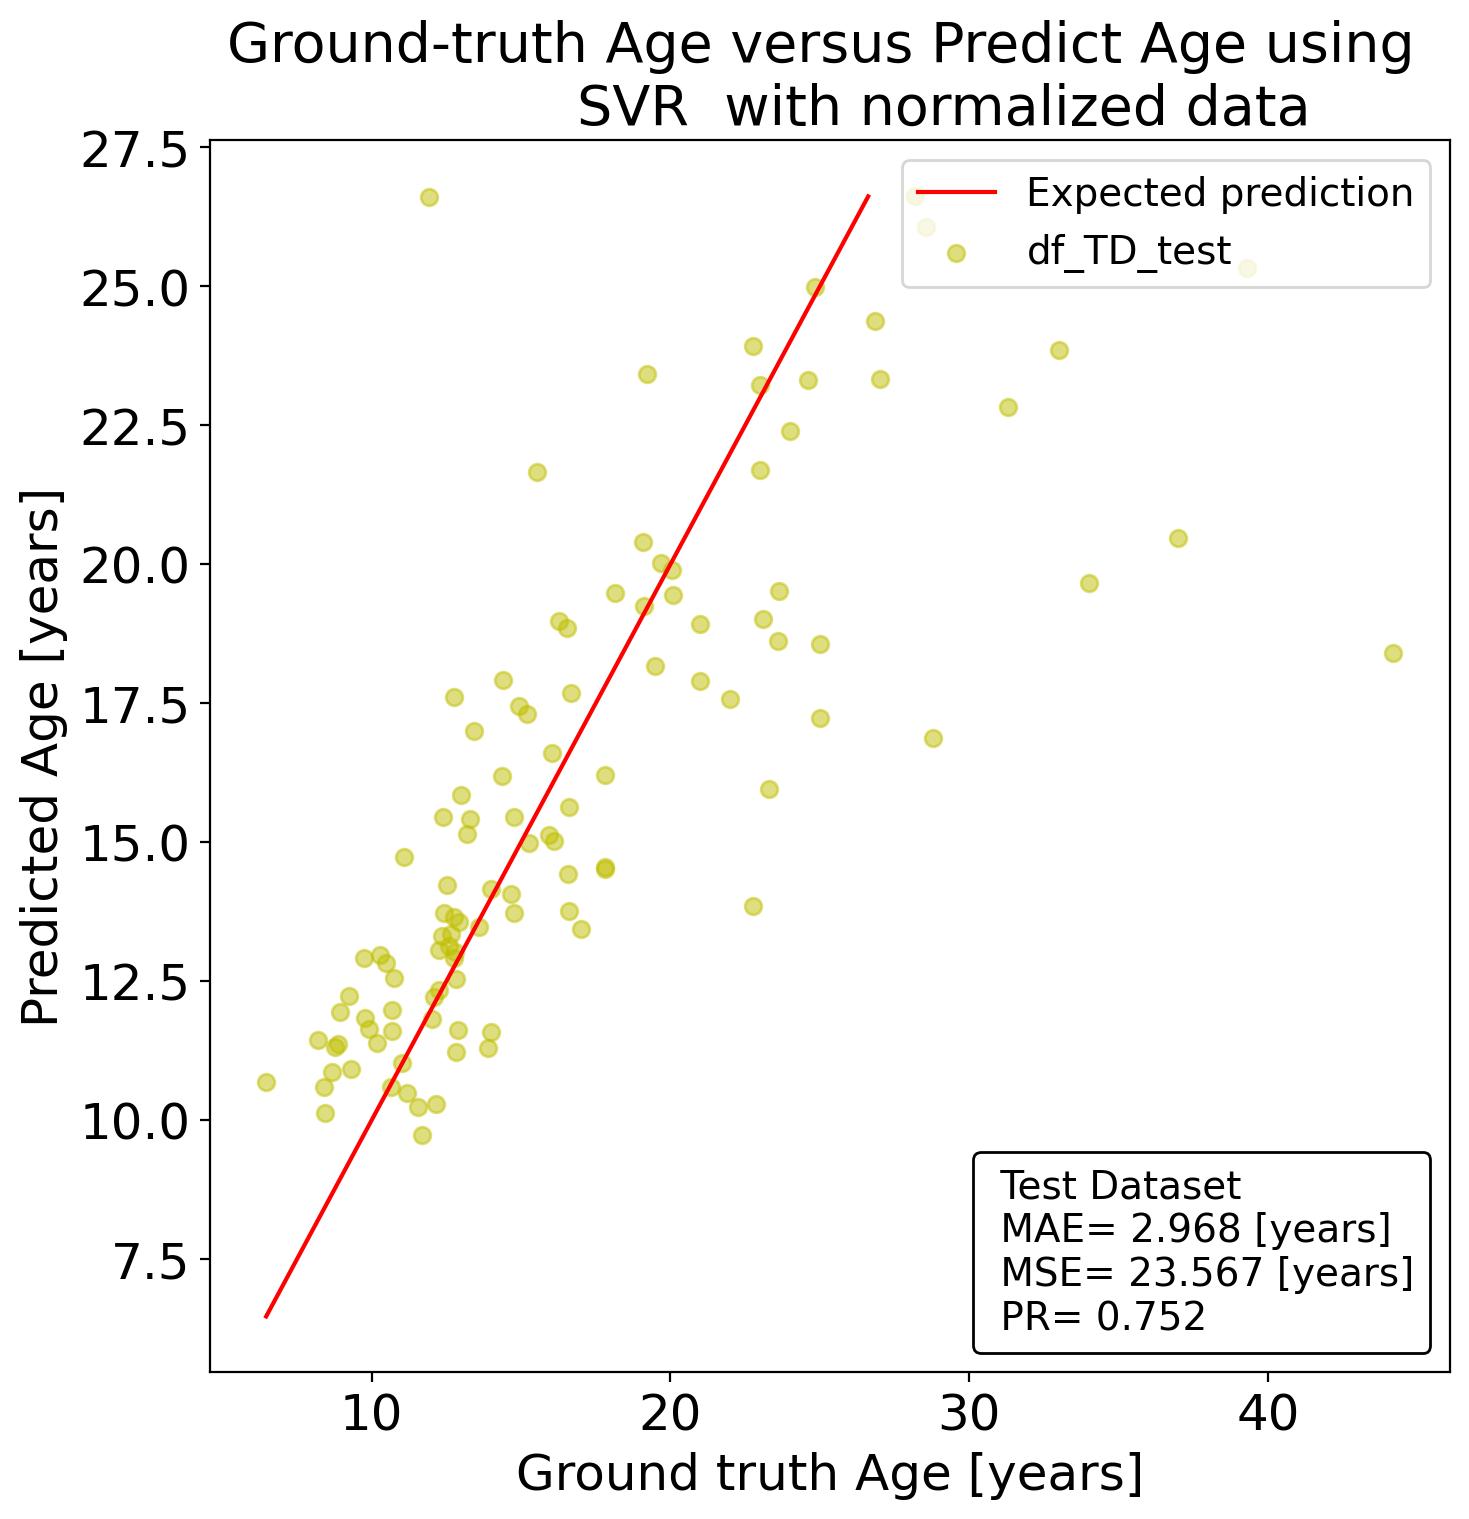 Ground-truth Age versus Predict Age using
SVR  with normalized data
27.5
25.0
22.5
20.0
17.5
15.0
12.5
10.0
7.5
Predicted Age [years]
Expected prediction
df_TD_test
Test Dataset
MAE= 2.968 [years]
MSE= 23.567 [years]
PR= 0.752
10 20 30 40
Ground truth Age [years]